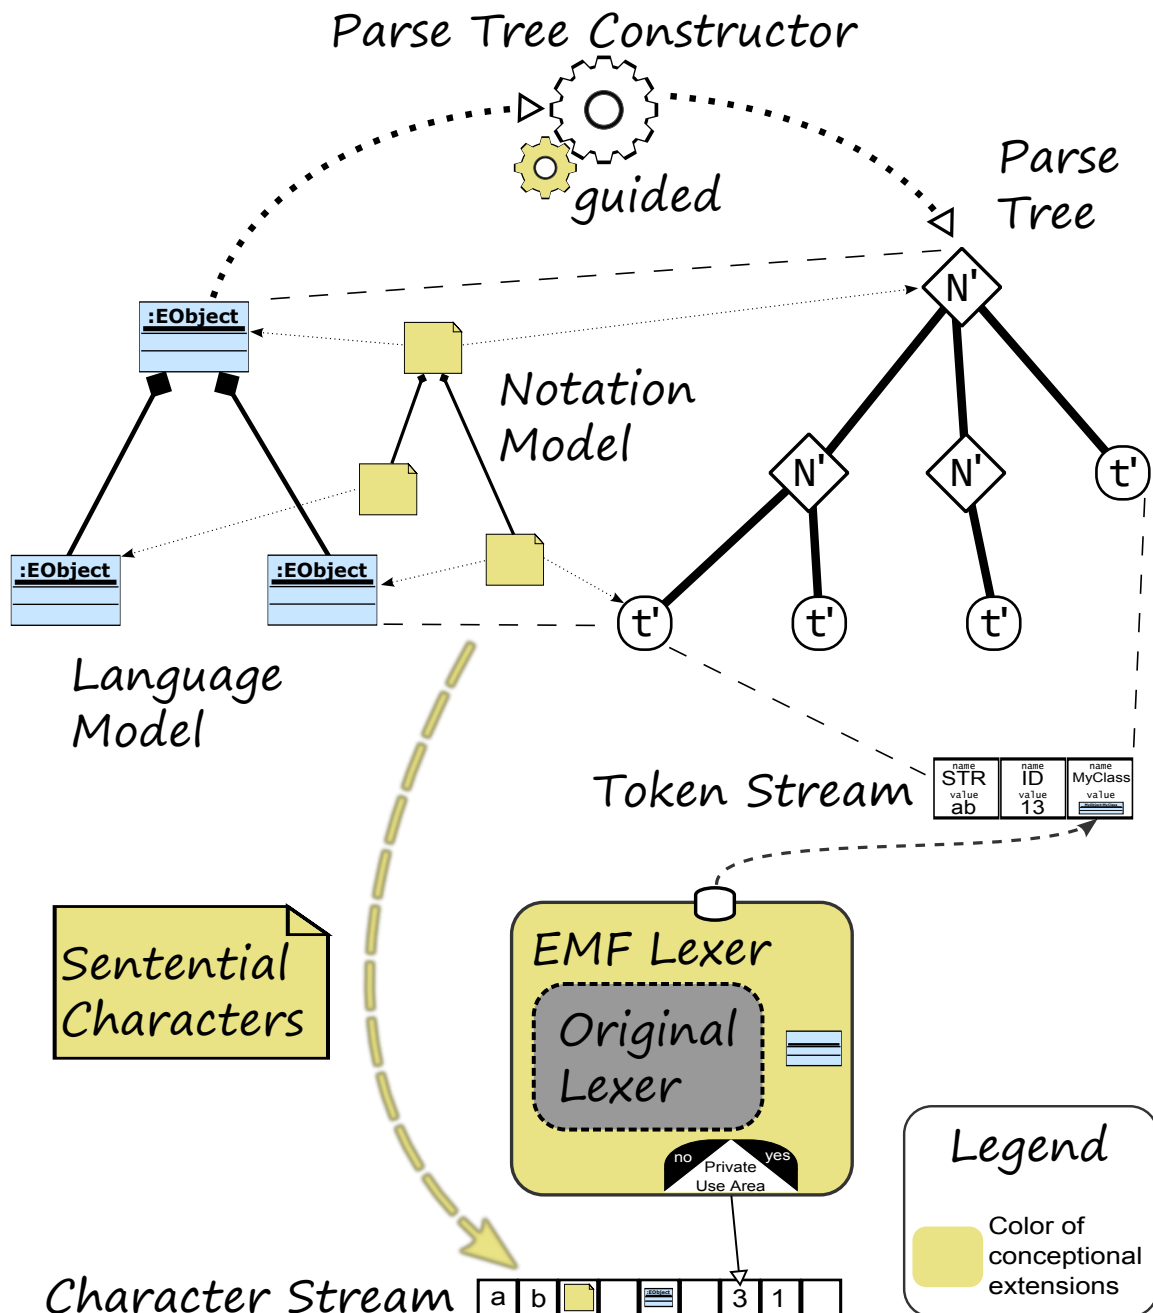 Parse Tree Constructor
guided
Parse
Tree
N'
:EObject
Notation
Model
N'
N'
t'
:EObject
:EObject
t'
t'
t'
Language
Model
Token Stream
name
STR
value
ab
name
ID
value
13
name
MyClass
value
EMF Lexer
Original
Lexer
Sentential
Characters
no
yes
Private
Use Area
Legend
Color of
conceptional
extensions
Character Stream
a b :EObject 3 1